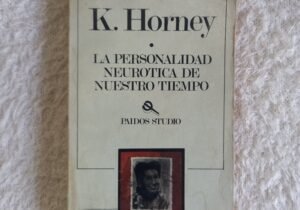 K. Horney
LA PERSONALIDAD
NEUROTICA DE
NUESTRO TIEMPO
PAIDOS STUDIO